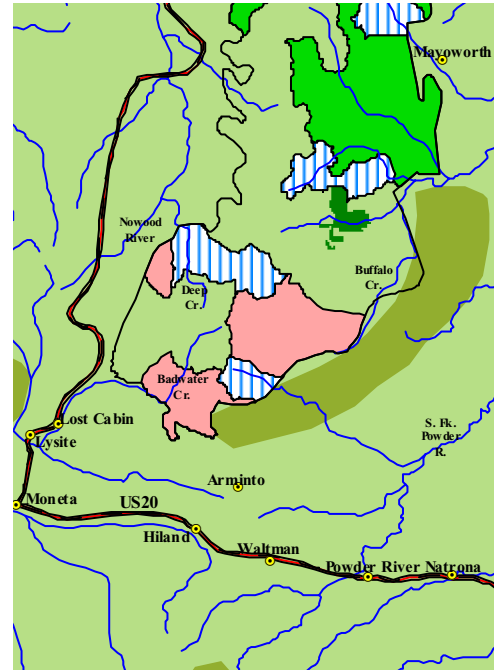 Mayoworth
Nowood
River
Buffalo
Cr.
Deep
Cr.
Badwater
Cr.
Lost Cabin
S. Fk.
Powder
R.
Lysite
Arminto
Moneta
US20
Hiland
Waltman
Powder River Natrona